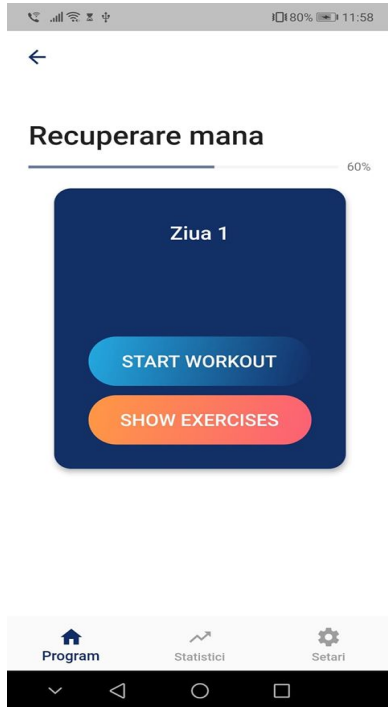 80% 11:58
Recuperare mana
60%
Ziua 1
START WORKOUT
SHOW EXERCISES
Program Statistici Setari